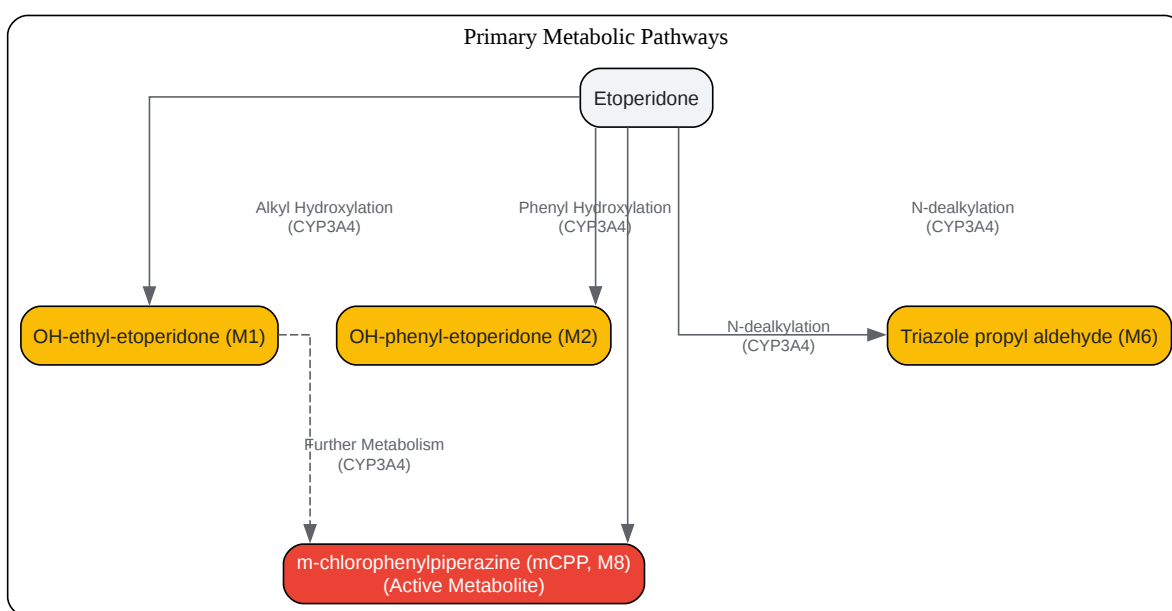 Primary Metabolic Pathways
Etoperidone
Alkyl Hydroxylation
(CYP3A4)
Phenyl Hydroxylation
(CYP3A4)
N-dealkylation
(CYP3A4)
OH-ethyl-etoperidone (M1)
OH-phenyl-etoperidone (M2)
N-dealkylation
(CYP3A4)
Triazole propyl aldehyde (M6)
Further Metabolism
(CYP3A4)
m-chlorophenylpiperazine (mCPP, M8)
(Active Metabolite)